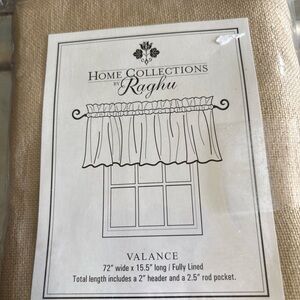 HOME COLLECTIONS
BY Raghu
VALANCE
72" wide x 15.5" long / Fully Lined
Total length includes a 2" header and a 2.5" rod pocket.